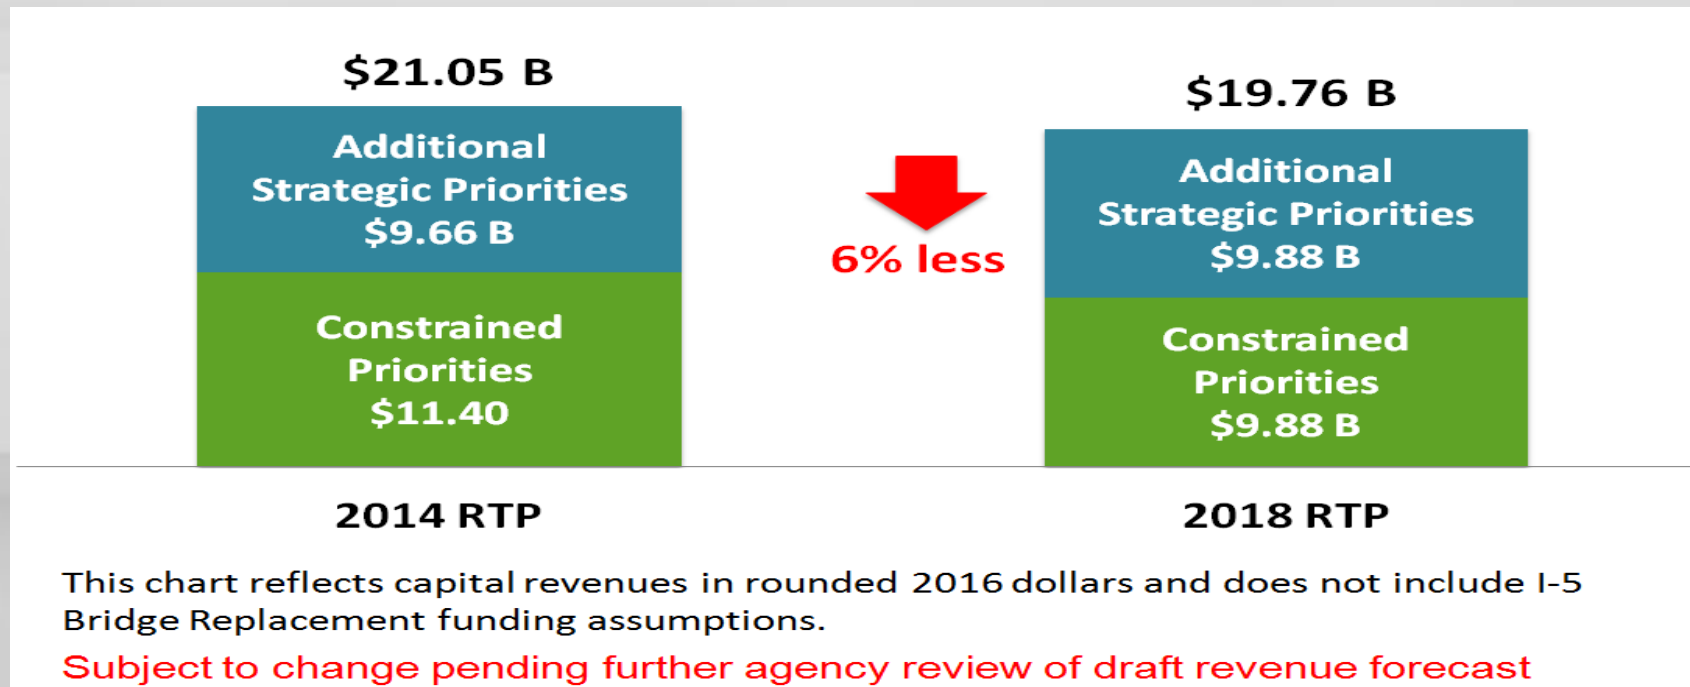 $21.05 B
Additional
Strategic Priorities
$9.66 B
Constrained
Priorities
$11.40
2014 RTP
6% less
$19.76 B
Additional
Strategic Priorities
$9.88 B
Constrained
Priorities
$9.88 B
2018 RTP
This chart reflects capital revenues in rounded 2016 dollars and does not include I-5
Bridge Replacement funding assumptions.
Subject to change pending further agency review of draft revenue forecast